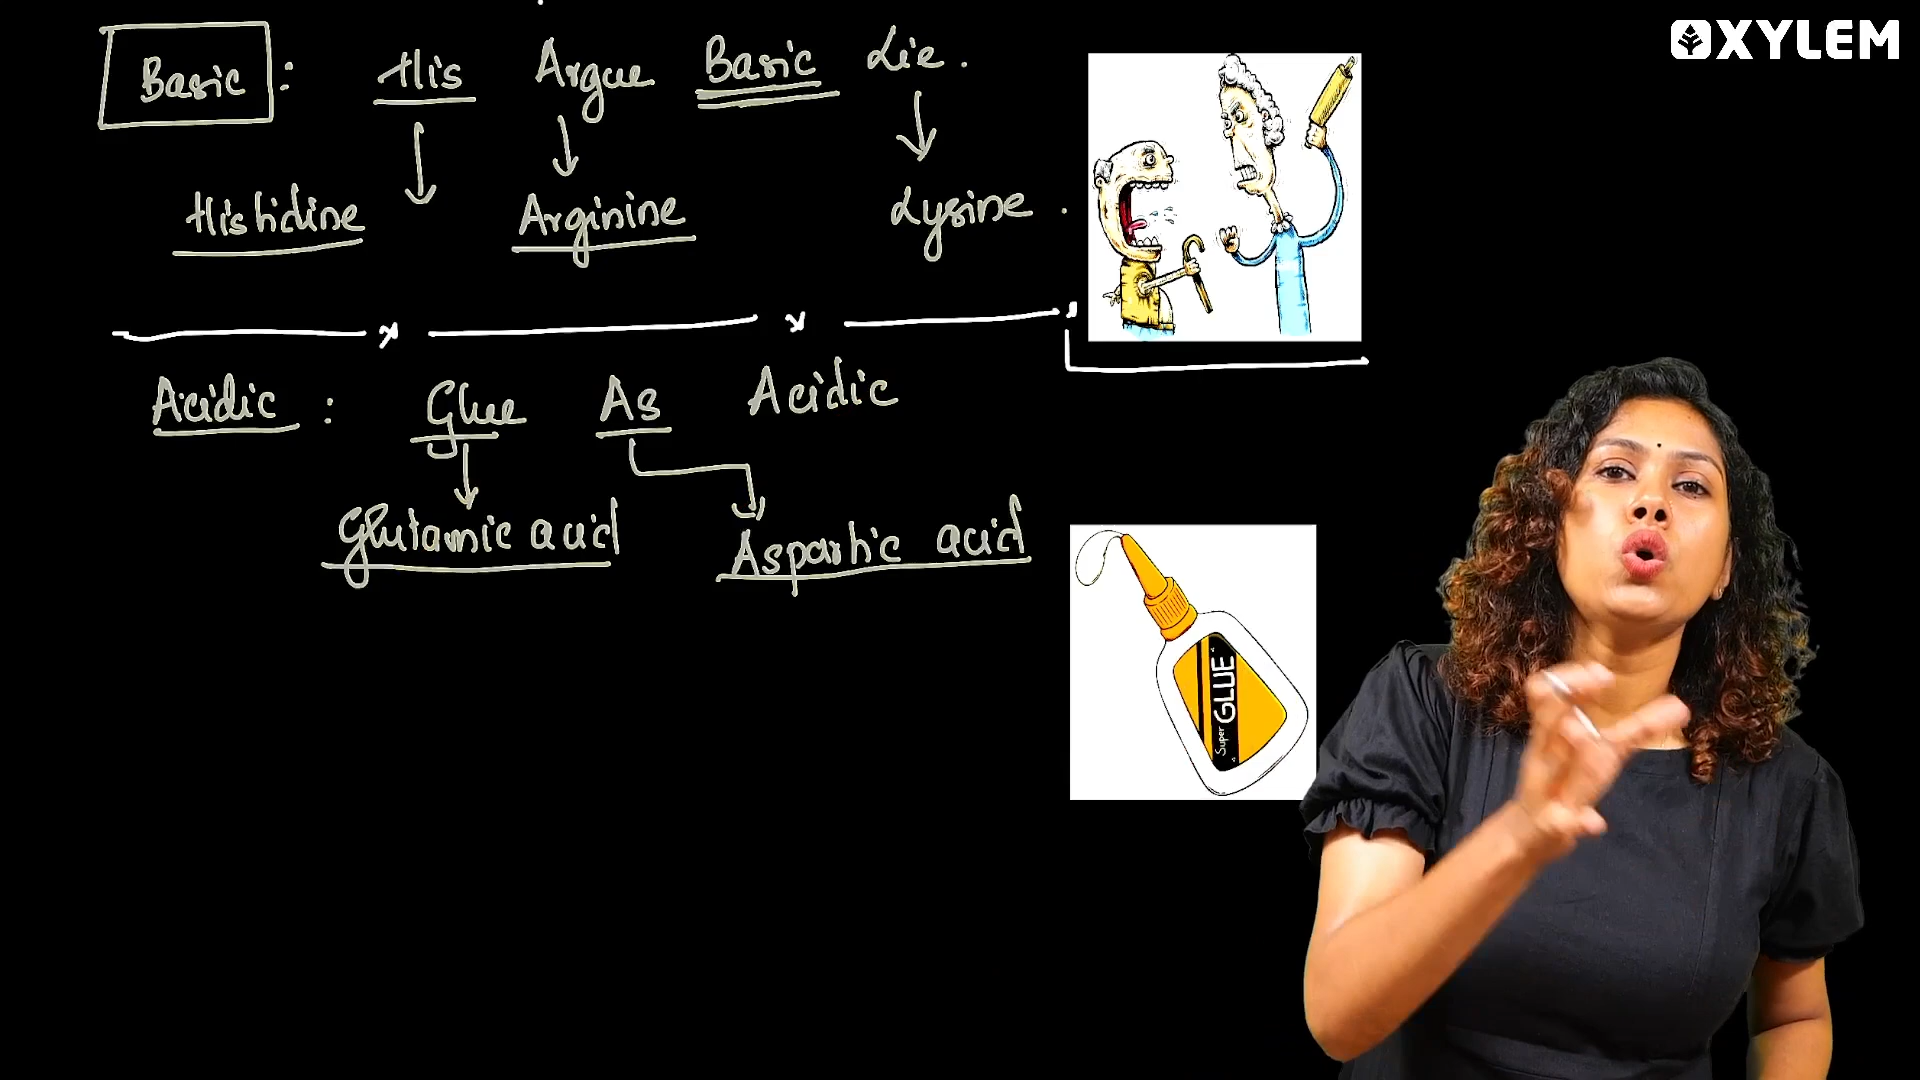 XYLEM
Basic : His Argue Basic Lie.
Histidine Arginine Lysine.
Acidic : Glue As Acidic
Glutamic acid Aspartic acid
Super GLUE